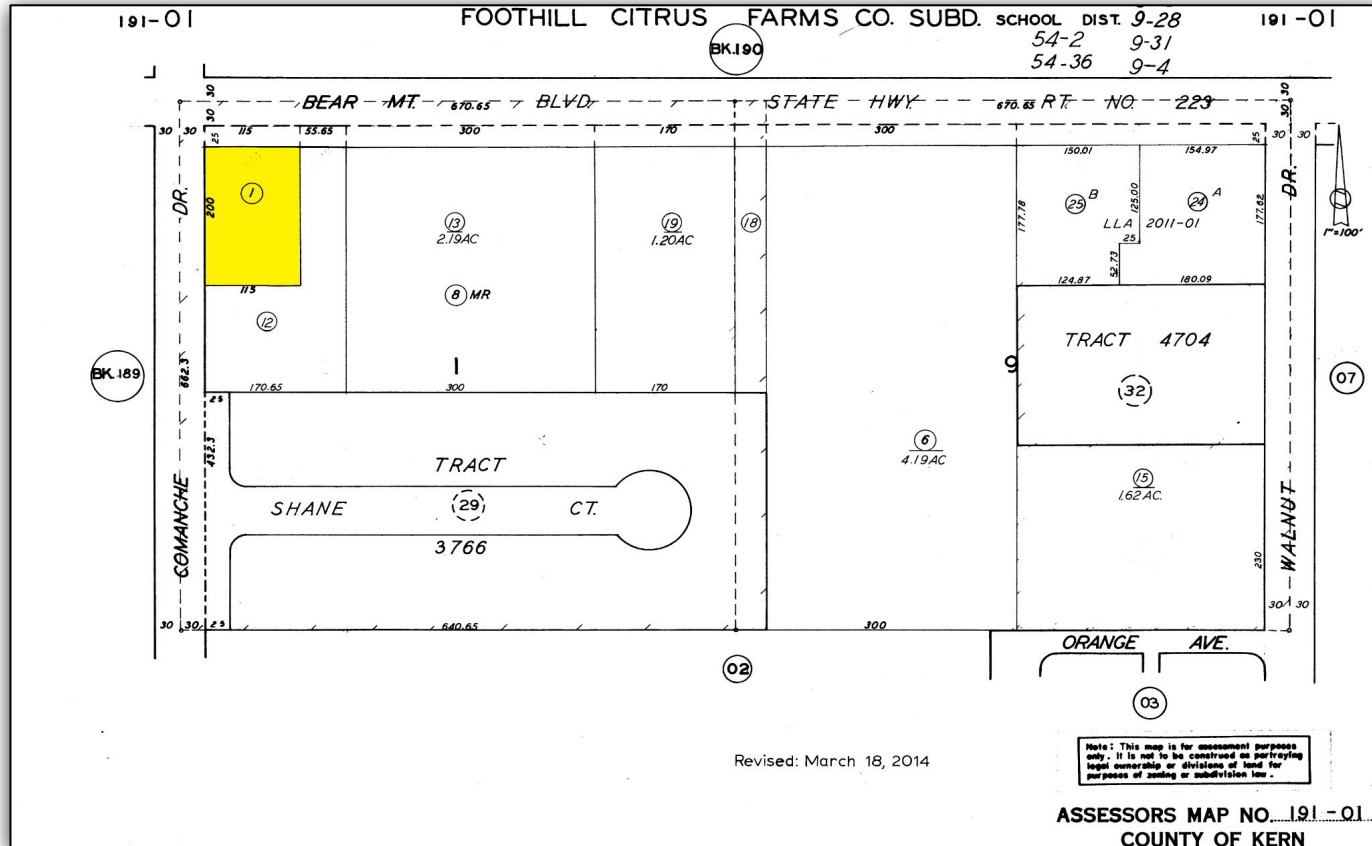 191-01
FOOTHILL CITRUS FARMS CO. SUBD.
SCHOOL DIST. 9-28
191-01
54-2 9-31
54-36 9-4
BK.190
30
30
BEAR MT. 670.65 BLVD.
STATE HWY. 670.65 RT. NO. 223
30
30
30 30
25
115
55.65
300
170
300
25
30 30
DR.
200
1
115
12
170.65
13
2.19AC
8 MR
1
300
19
1.20AC
170
18
150.01
154.97
177.78
25 B
125.00
24 A
177.62
LLA 2011-01
25
52.73
124.87
180.09
DR.
1"=100'
BK.189
662.3
TRACT 4704
9
32
07
25
432.3
COMANCHE
TRACT
SHANE
29
CT.
3766
6
4.19AC
15
1.62AC.
230
WALNUT
30 30
25
640.65
300
30 30
ORANGE AVE.
02
03
Revised: March 18, 2014
Note: This map is for assessment purposes
only. It is not to be construed as portraying
legal ownership or divisions of land for
purposes of zoning or subdivision law.
ASSESSORS MAP NO. 191-01
COUNTY OF KERN